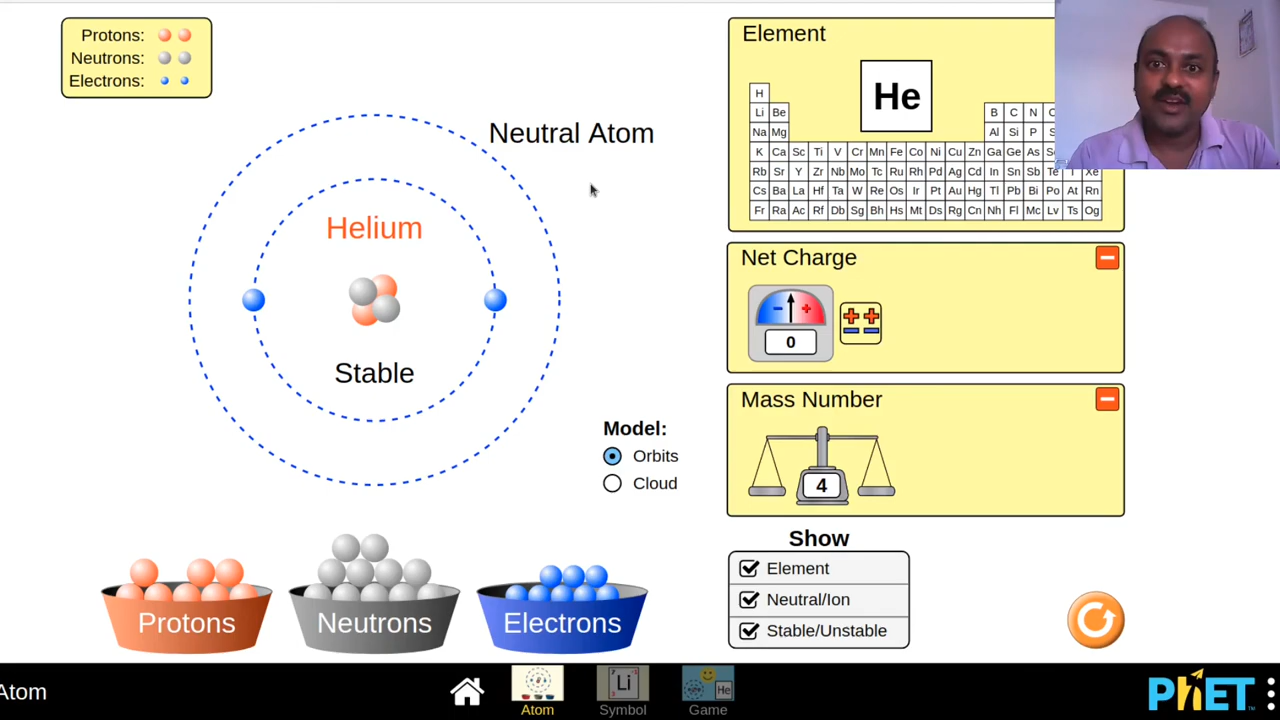 Protons:
Neutrons:
Electrons:
Neutral Atom
Helium
Stable
Model:
Orbits
Cloud
Protons
Neutrons
Electrons
Element
He
H
Li Be B C N
Na Mg Al Si P
K Ca Sc Ti V Cr Mn Fe Co Ni Cu Zn Ga Ge As
Rb Sr Y Zr Nb Mo Tc Ru Rh Pd Ag Cd In Sn Sb Te I Xe
Cs Ba La Hf Ta W Re Os Ir Pt Au Hg Tl Pb Bi Po At Rn
Fr Ra Ac Rf Db Sg Bh Hs Mt Ds Rg Cn Nh Fl Mc Lv Ts Og
Net Charge
- +
0
Mass Number
4
Show
Element
Neutral/Ion
Stable/Unstable
Atom
Atom
Li
Symbol
He
Game
PhET